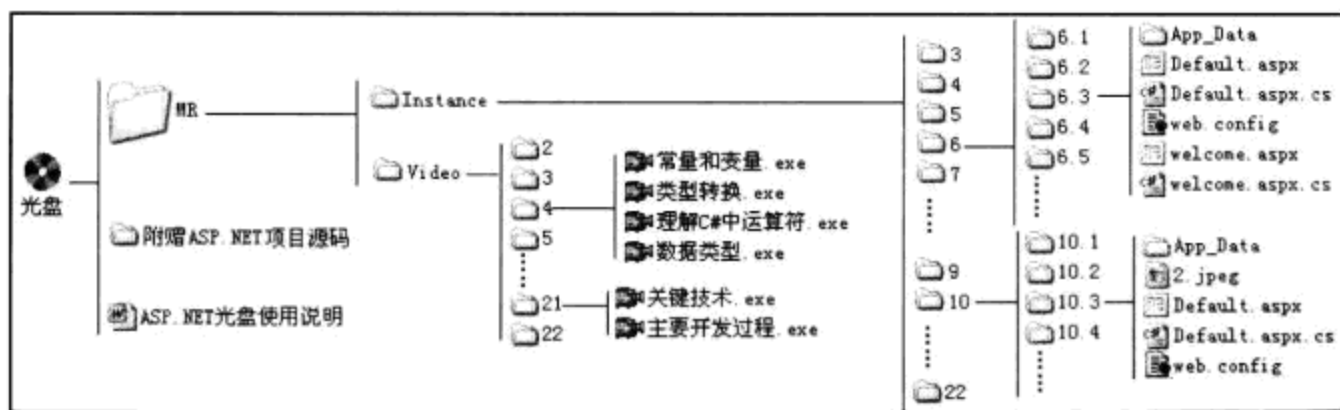 光盘
MR
附赠ASP.NET项目源码
ASP.NET光盘使用说明
Instance
Video
2
3
4
5
21
22
常量和变量.exe
类型转换.exe
理解C#中运算符.exe
数据类型.exe
关键技术.exe
主要开发过程.exe
3
4
5
6
7
9
10
22
6.1
6.2
6.3
6.4
6.5
App_Data
Default.aspx
Default.aspx.cs
web.config
welcome.aspx
welcome.aspx.cs
10.1
10.2
10.3
10.4
App_Data
2.jpeg
Default.aspx
Default.aspx.cs
web.config